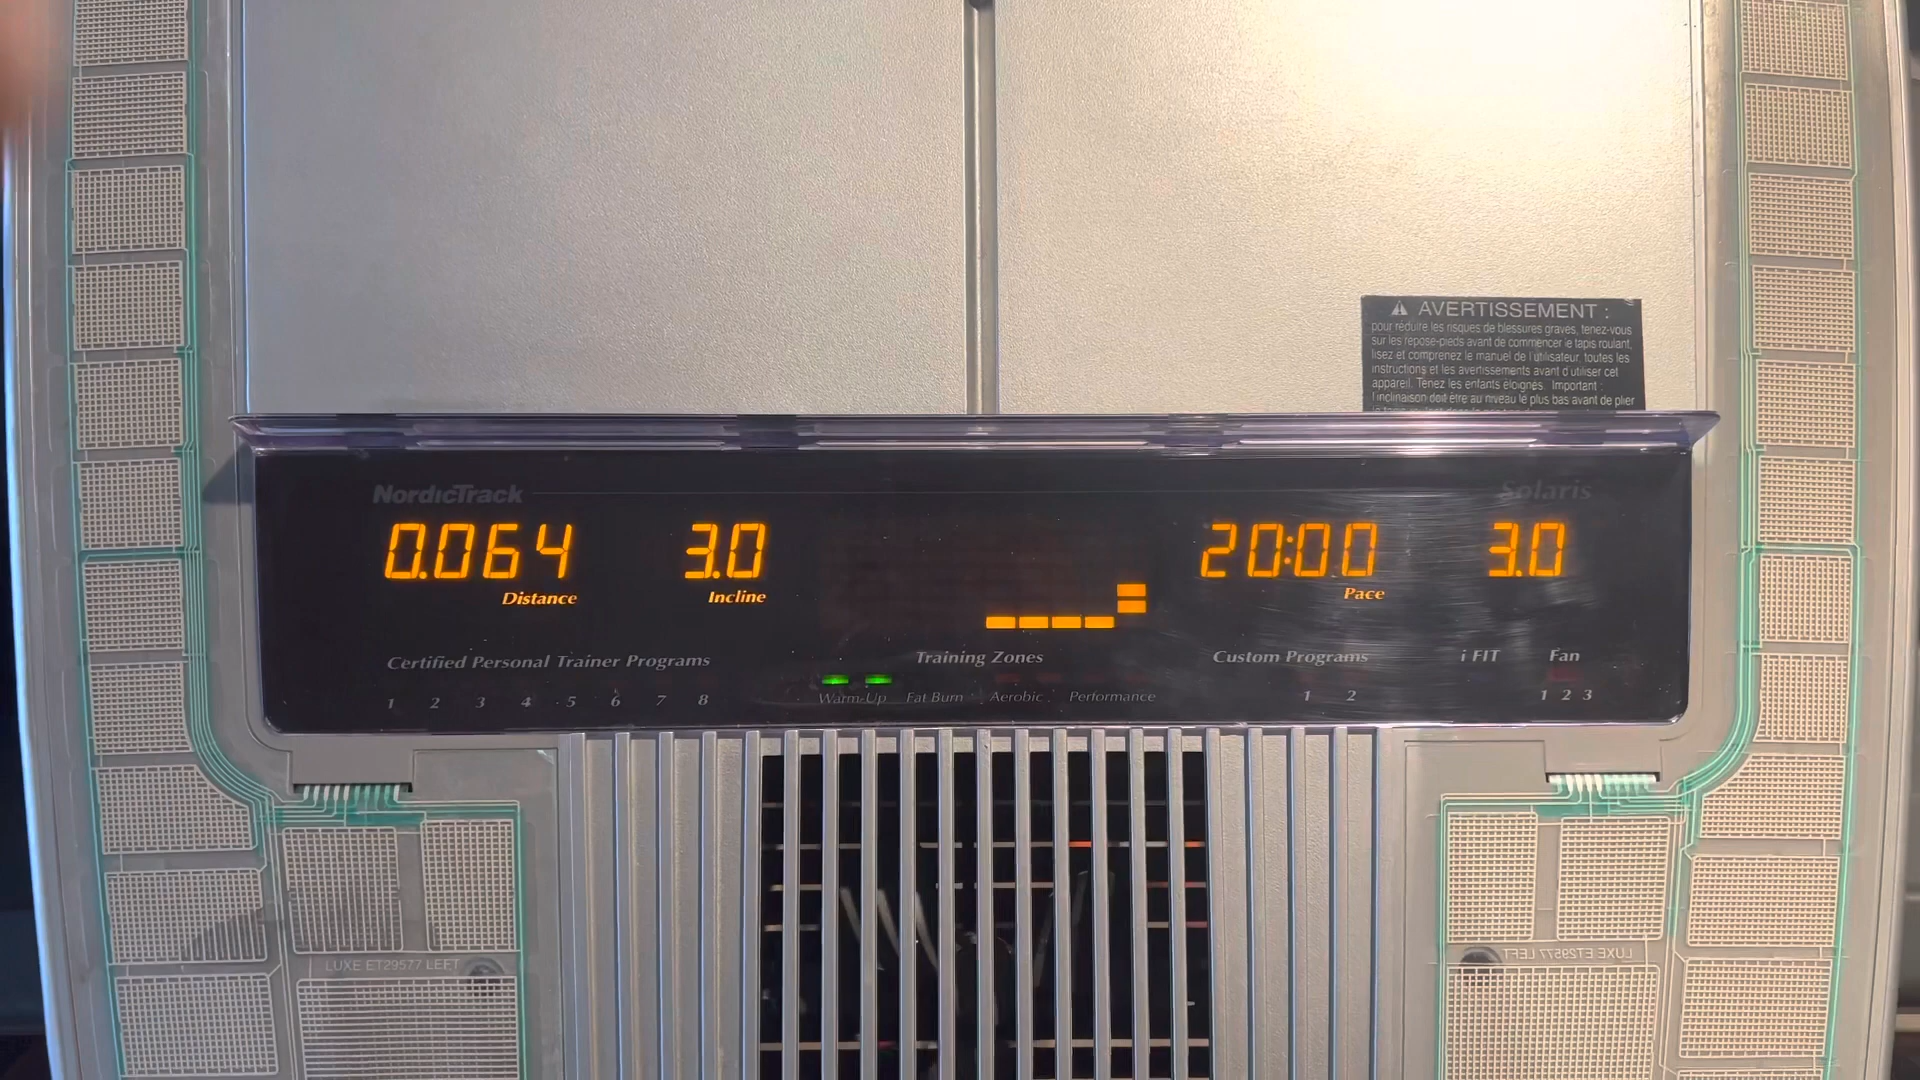 ⚠ AVERTISSEMENT :
pour réduire les risques de blessures graves, tenez-vous
sur les repose-pieds avant de commencer le tapis roulant,
lisez et comprenez le manuel de l'utilisateur, toutes les
instructions et les avertissements avant d'utiliser cet
appareil. Tenez les enfants éloignés. Important :
l'inclinaison doit être au niveau le plus bas avant de plier
NordicTrack Solaris
0.064 3.0 20:00 3.0
Distance Incline Pace
Certified Personal Trainer Programs Training Zones Custom Programs i FIT Fan
1 2 3 4 5 6 7 8 Warm-Up Fat Burn Aerobic Performance 1 2 1 2 3
LUXE ET29577 LEFT LUXE ET29577 LEFT